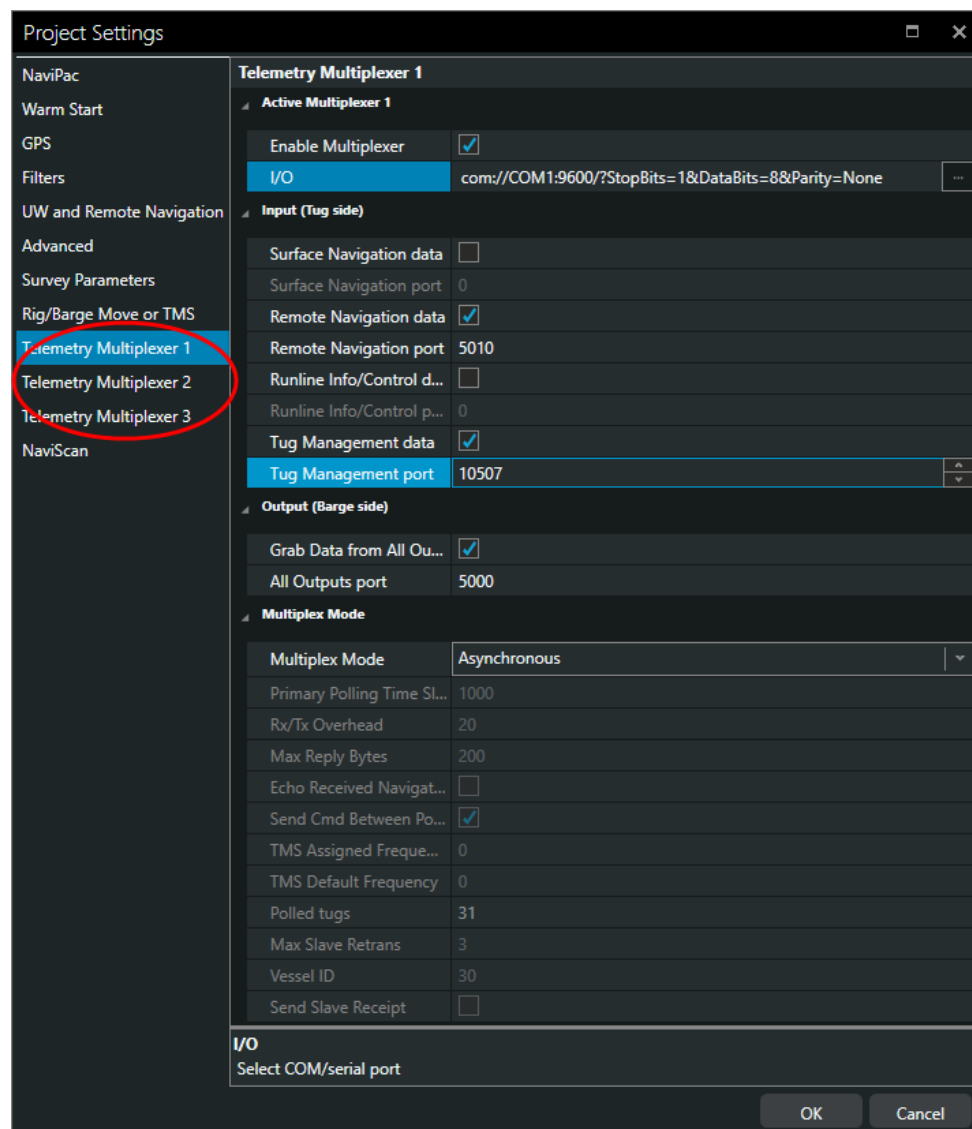 Project Settings
NaviPac
Warm Start
GPS
Filters
UW and Remote Navigation
Advanced
Survey Parameters
Rig/Barge Move or TMS
Telemetry Multiplexer 1
Telemetry Multiplexer 2
Telemetry Multiplexer 3
NaviScan
Telemetry Multiplexer 1
Active Multiplexer 1
Enable Multiplexer
I/O com://COM1:9600/?StopBits=1&DataBits=8&Parity=None ...
Input (Tug side)
Surface Navigation data
Surface Navigation port 0
Remote Navigation data
Remote Navigation port 5010
Runline Info/Control d...
Runline Info/Control p... 0
Tug Management data
Tug Management port 10507
Output (Barge side)
Grab Data from All Ou...
All Outputs port 5000
Multiplex Mode
Multiplex Mode Asynchronous
Primary Polling Time Sl... 1000
Rx/Tx Overhead 20
Max Reply Bytes 200
Echo Received Navigat...
Send Cmd Between Po...
TMS Assigned Freque... 0
TMS Default Frequency 0
Polled tugs 31
Max Slave Retrans 3
Vessel ID 30
Send Slave Receipt
I/O
Select COM/serial port
OK Cancel